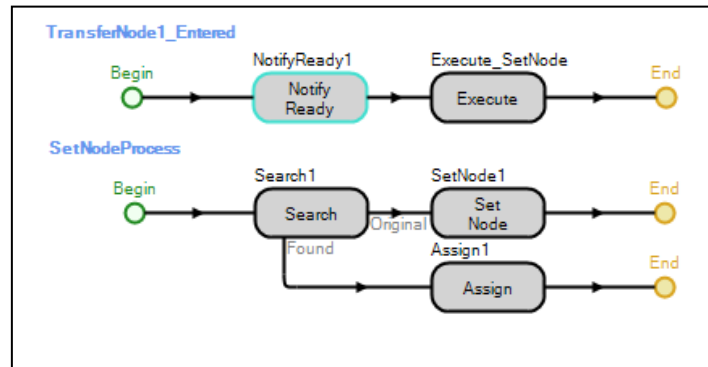 TransferNode1_Entered
NotifyReady1
Execute_SetNode
Begin
Notify
Ready
Execute
End
SetNodeProcess
Begin
Search1
Search
Original
Found
SetNode1
Set
Node
End
Assign1
Assign
End